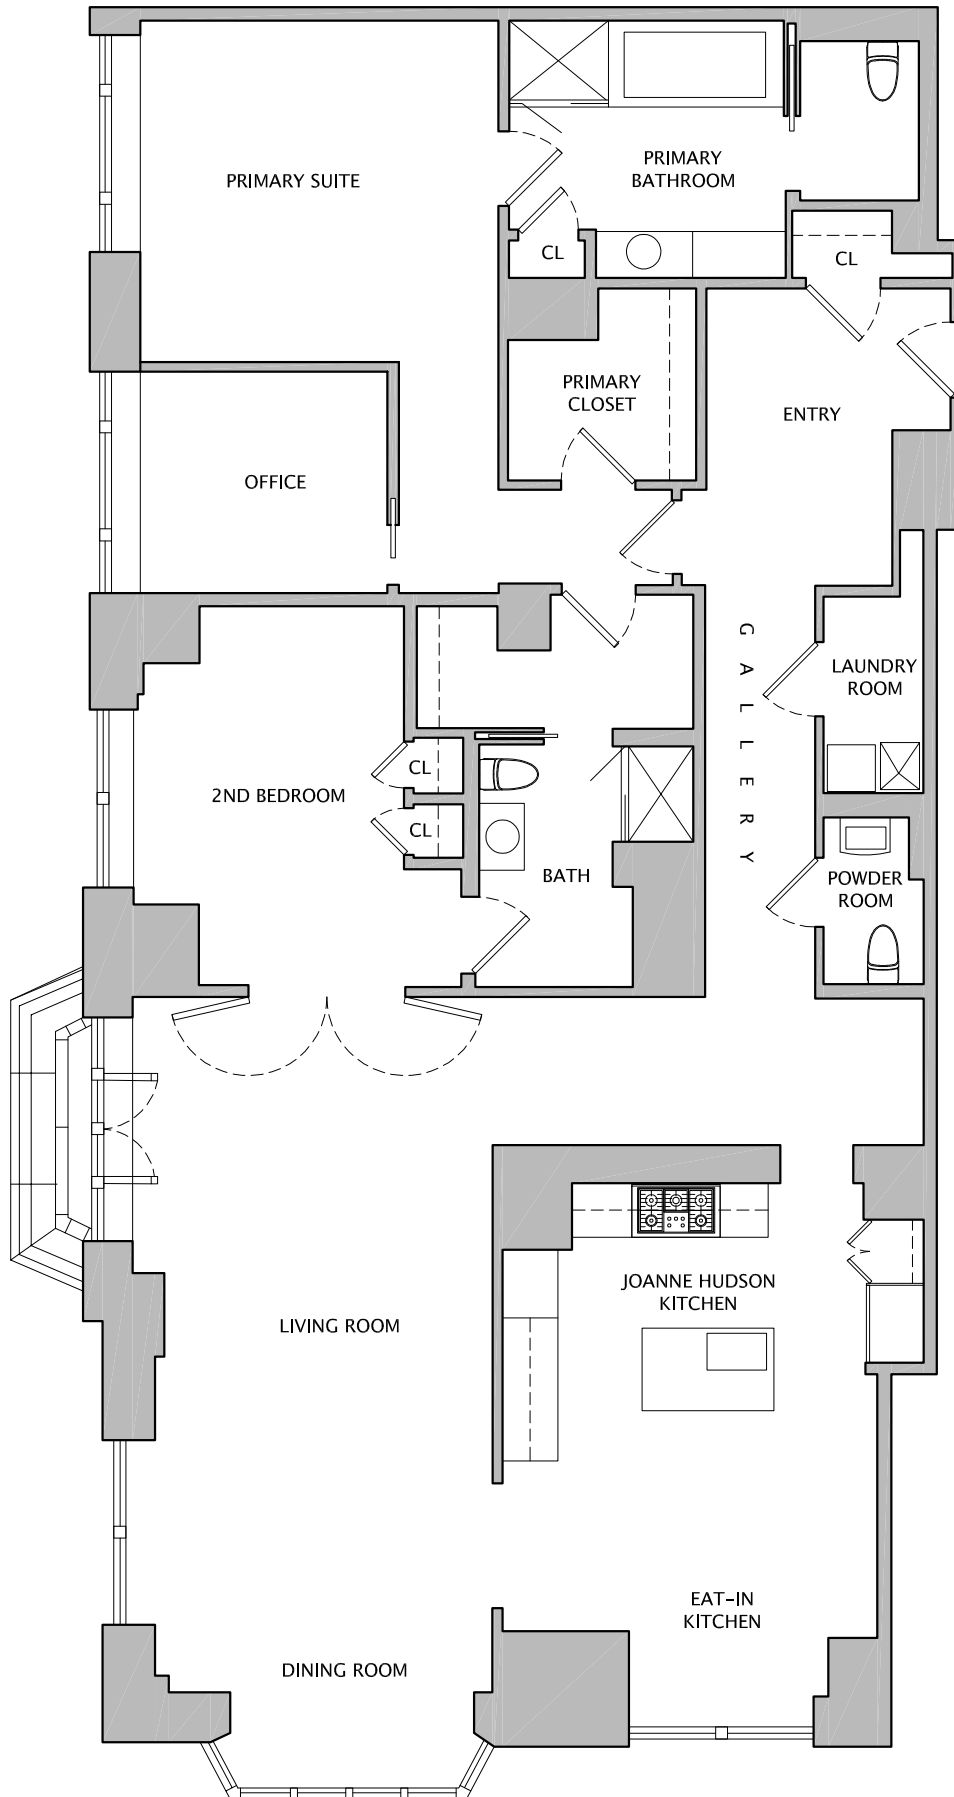 PRIMARY SUITE
PRIMARY
BATHROOM
CL
CL
PRIMARY
CLOSET
ENTRY
OFFICE
GALLERY
LAUNDRY
ROOM
CL
2ND BEDROOM
CL
BATH
POWDER
ROOM
JOANNE HUDSON
KITCHEN
LIVING ROOM
EAT-IN
KITCHEN
DINING ROOM